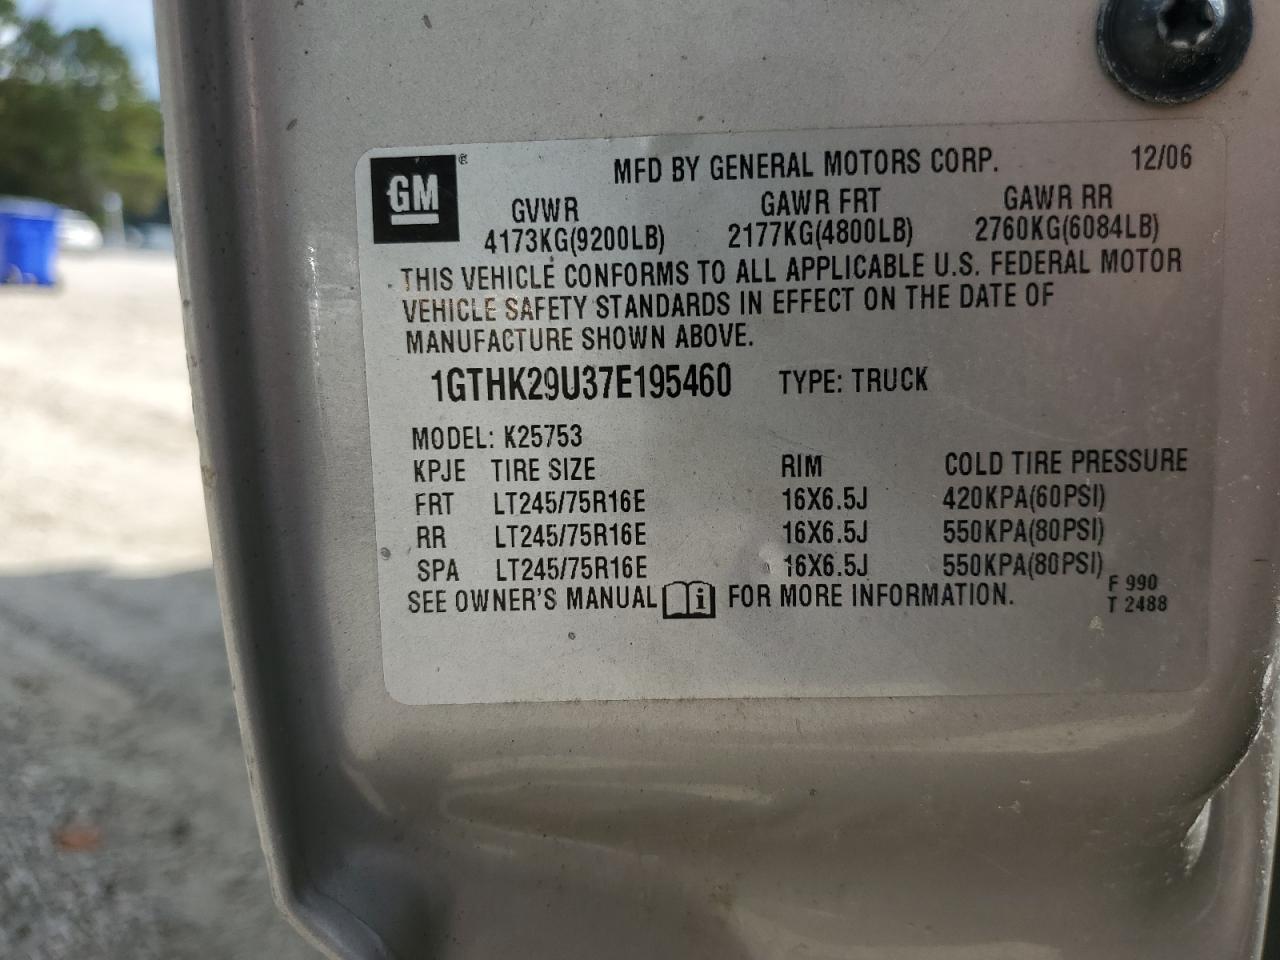 GM® MFD BY GENERAL MOTORS CORP. 12/06
GVWR GAWR FRT GAWR RR
4173KG(9200LB) 2177KG(4800LB) 2760KG(6084LB)
THIS VEHICLE CONFORMS TO ALL APPLICABLE U.S. FEDERAL MOTOR
VEHICLE SAFETY STANDARDS IN EFFECT ON THE DATE OF
MANUFACTURE SHOWN ABOVE.
1GTHK29U37E195460 TYPE: TRUCK
MODEL: K25753
KPJE TIRE SIZE RIM COLD TIRE PRESSURE
FRT LT245/75R16E 16X6.5J 420KPA(60PSI)
RR LT245/75R16E 16X6.5J 550KPA(80PSI)
SPA LT245/75R16E 16X6.5J 550KPA(80PSI)
SEE OWNER'S MANUAL i FOR MORE INFORMATION.
F 990
T 2488